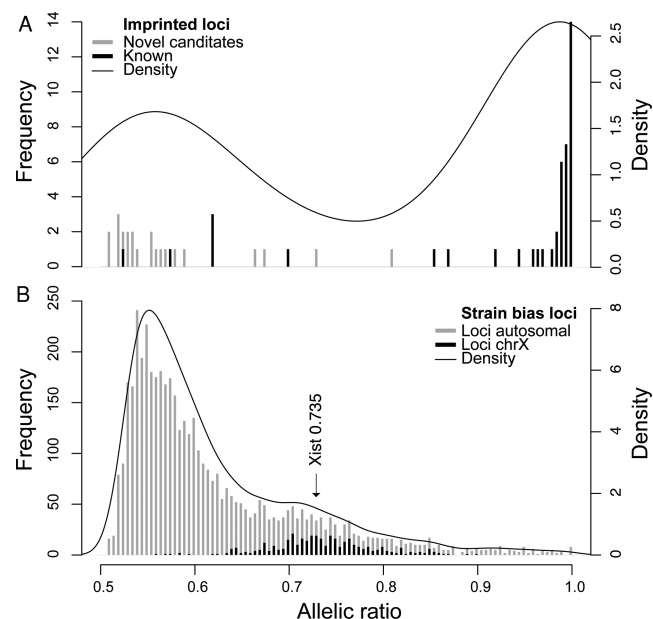 A
Imprinted loci
Novel canditates
Known
Density
Frequency
14
12
10
8
6
4
2
0
Density
2.5
2.0
1.5
1.0
0.5
0.0
B
Strain bias loci
Loci autosomal
Loci chrX
Density
Frequency
250
200
150
100
50
0
Xist 0.735
Density
8
6
4
2
0
0.5 0.6 0.7 0.8 0.9 1.0
Allelic ratio